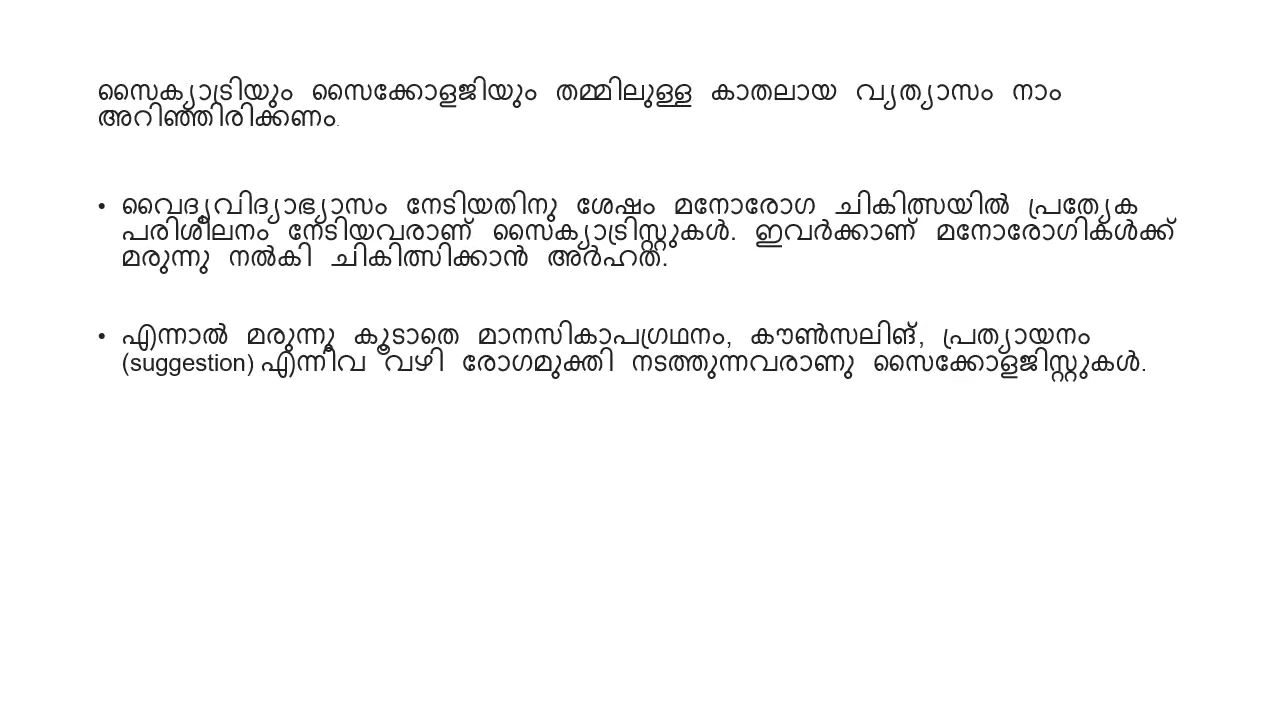 സൈക്യാട്രിയും സൈക്കോളജിയും തമ്മിലുള്ള കാതലായ വ്യത്യാസം നാം
അറിഞ്ഞിരിക്കണം.
• വൈദ്യവിദ്യാഭ്യാസം നേടിയതിനു ശേഷം മനോരോഗ ചികിത്സയിൽ പ്രത്യേക
പരിശീലനം നേടിയവരാണ് സൈക്യാട്രിസ്റ്റുകൾ. ഇവർക്കാണ് മനോരോഗികൾക്ക്
മരുന്നു നൽകി ചികിത്സിക്കാൻ അർഹത.
• എന്നാൽ മരുന്നു കൂടാതെ മാനസികാപഗ്രഥനം, കൗൺസലിങ്, പ്രത്യായനം
(suggestion) എന്നിവ വഴി രോഗമുക്തി നടത്തുന്നവരാണു സൈക്കോളജിസ്റ്റുകൾ.